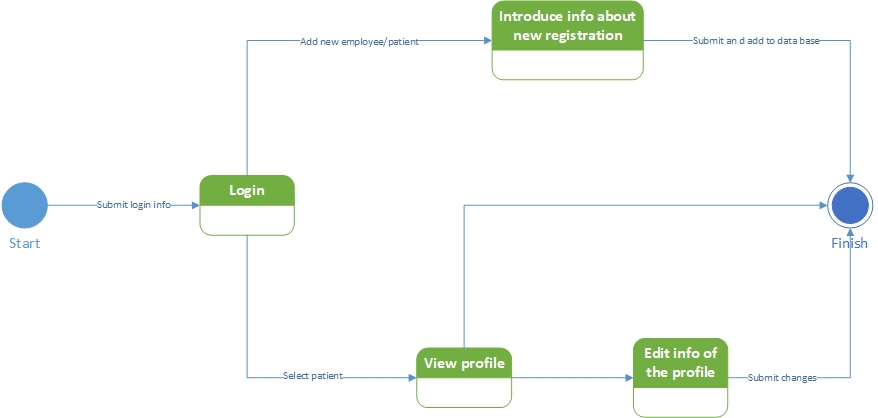 Introduce info about
new registration
Add new employee/patient
Submit an d add to data base
Login
Submit login info
Start
Finish
View profile
Edit info of
the profile
Select patient
Submit changes